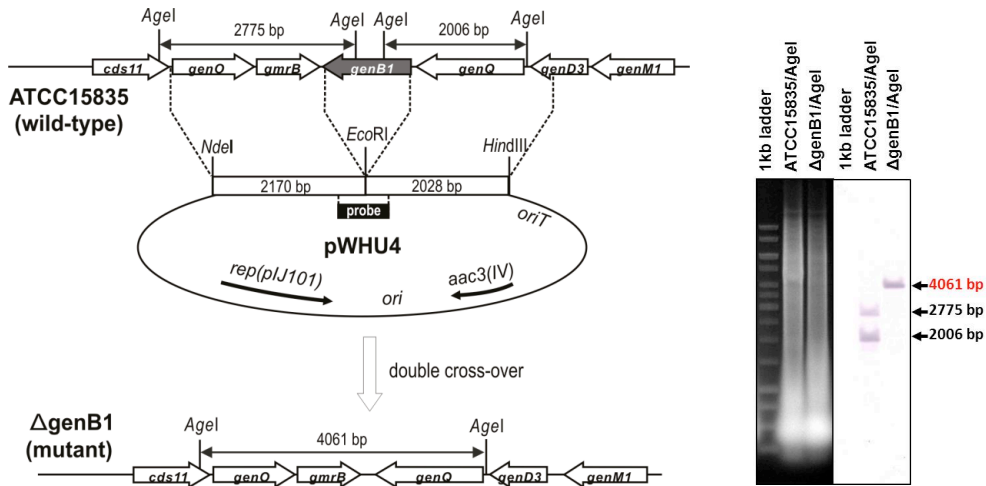 AgeI AgeI AgeI AgeI
2775 bp 2006 bp
cds11 genO gmrB genB1 genQ genD3 genM1
ATCC15835
(wild-type)
NdeI EcoRI HindIII
2170 bp 2028 bp
probe
oriT
pWHU4
rep(pIJ101) ori aac3(IV)
double cross-over
ΔgenB1
(mutant)
AgeI AgeI
4061 bp
cds11 genO gmrB genQ genD3 genM1
1kb ladder
ATCC15835/AgeI
ΔgenB1/AgeI
1kb ladder
ATCC15835/AgeI
ΔgenB1/AgeI
4061 bp
2775 bp
2006 bp